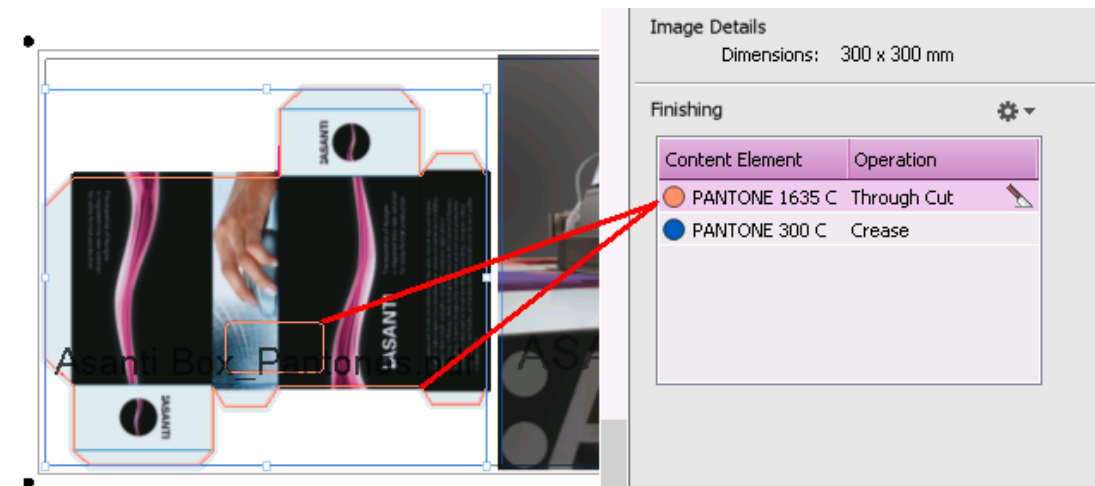 Image Details
Dimensions: 300 x 300 mm
Finishing
Content Element Operation
PANTONE 1635 C Through Cut
PANTONE 300 C Crease
:ASANTI
:ASANTI
:ASANTI
Asanti Box_Pantones.pdf
ASA